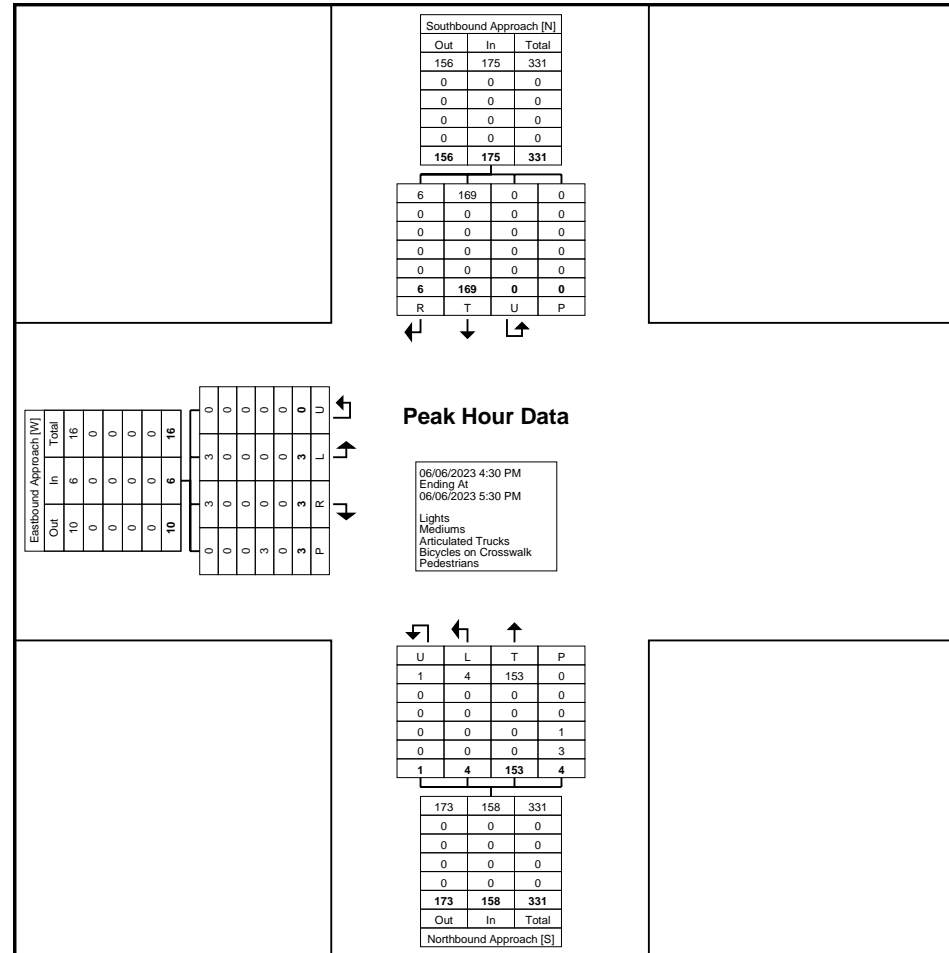 Southbound Approach [N]
Out In Total
156 175 331
0 0 0
0 0 0
0 0 0
0 0 0
156 175 331
6 169 0 0
0 0 0 0
0 0 0 0
0 0 0 0
0 0 0 0
6 169 0 0
R T U P
Eastbound Approach [W]
Out In Total
10 6 16
0 0 0
0 0 0
0 0 0
0 0 0
10 6 16
0 3 3 0
0 0 0 0
0 0 0 0
3 0 0 0
0 0 0 0
3 3 3 0
P R L U
Peak Hour Data
06/06/2023 4:30 PM
Ending At
06/06/2023 5:30 PM
Lights
Mediums
Articulated Trucks
Bicycles on Crosswalk
Pedestrians
U L T P
1 4 153 0
0 0 0 0
0 0 0 0
0 0 0 1
0 0 0 3
1 4 153 4
173 158 331
0 0 0
0 0 0
0 0 0
0 0 0
173 158 331
Out In Total
Northbound Approach [S]